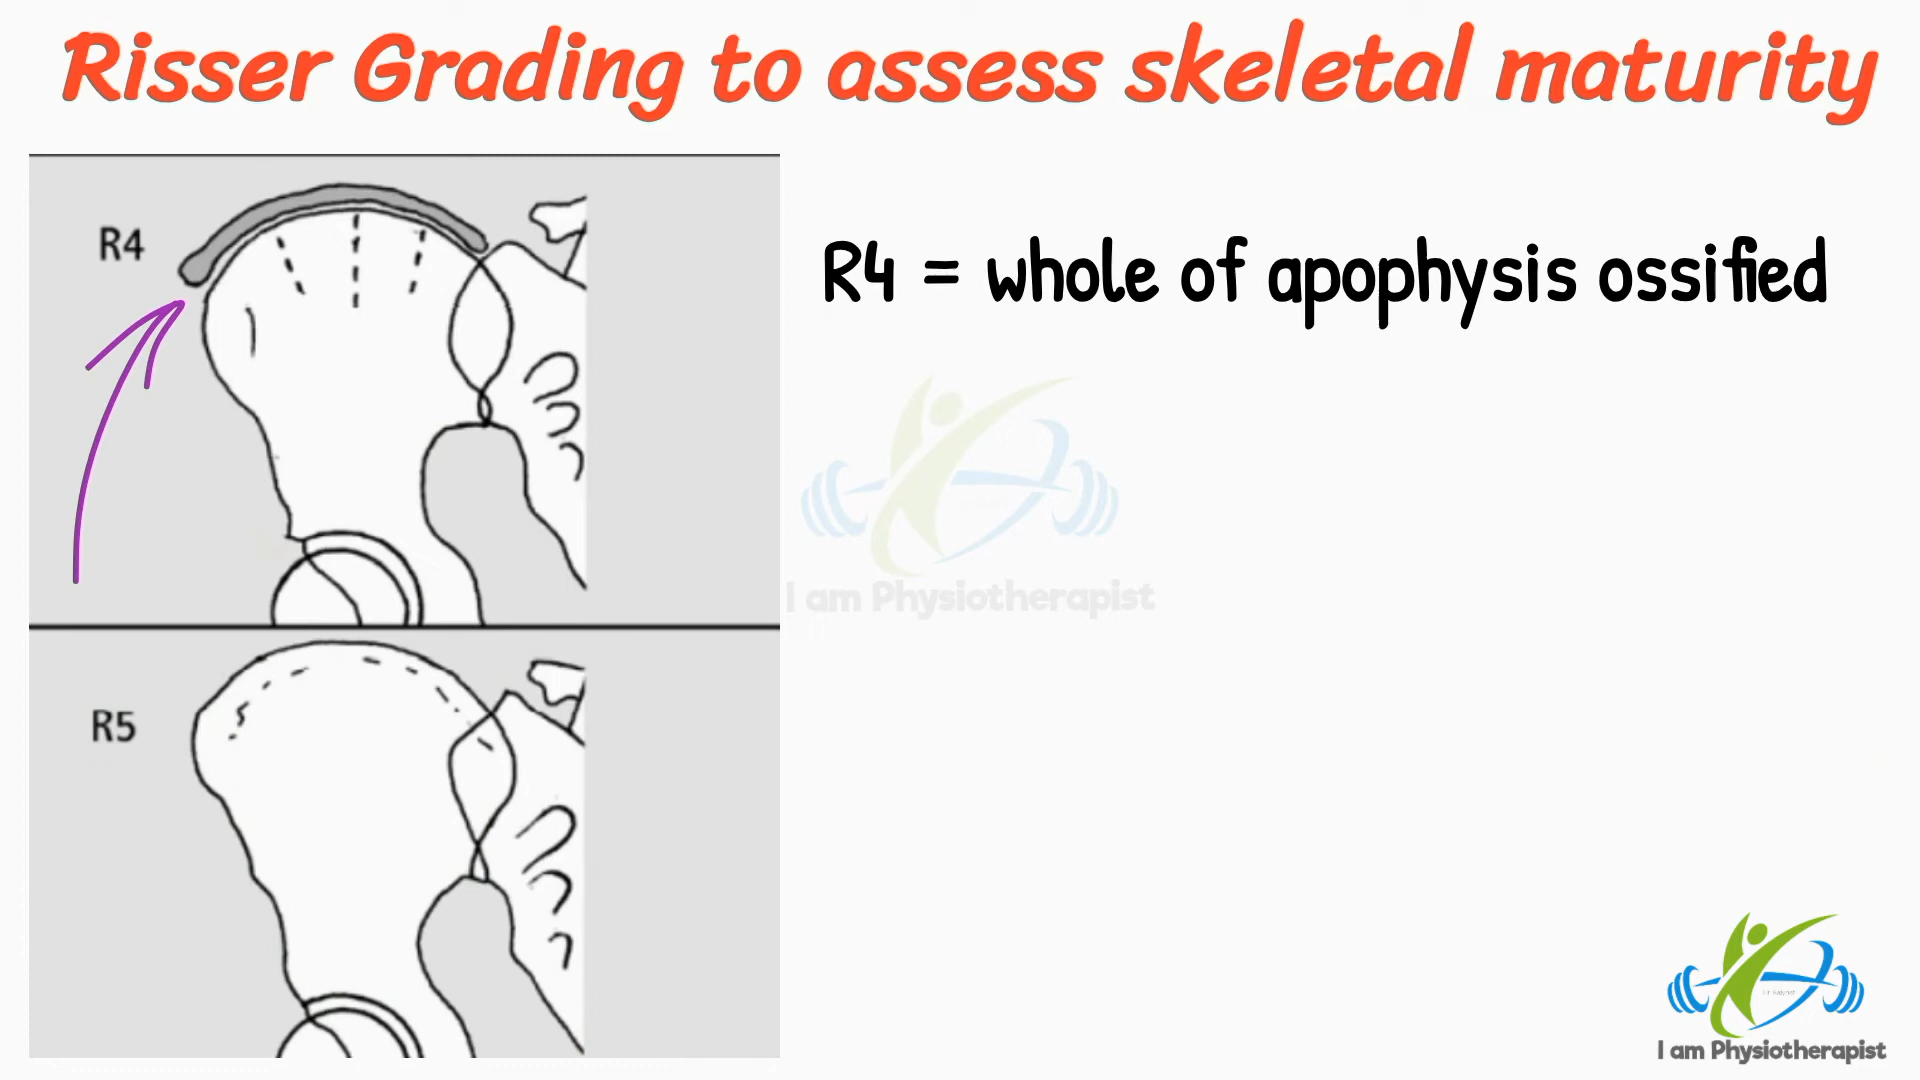 Risser Grading to assess skeletal maturity
R4
R4 = whole of apophysis ossified
I am Physiotherapist
R5
I am Physiotherapist